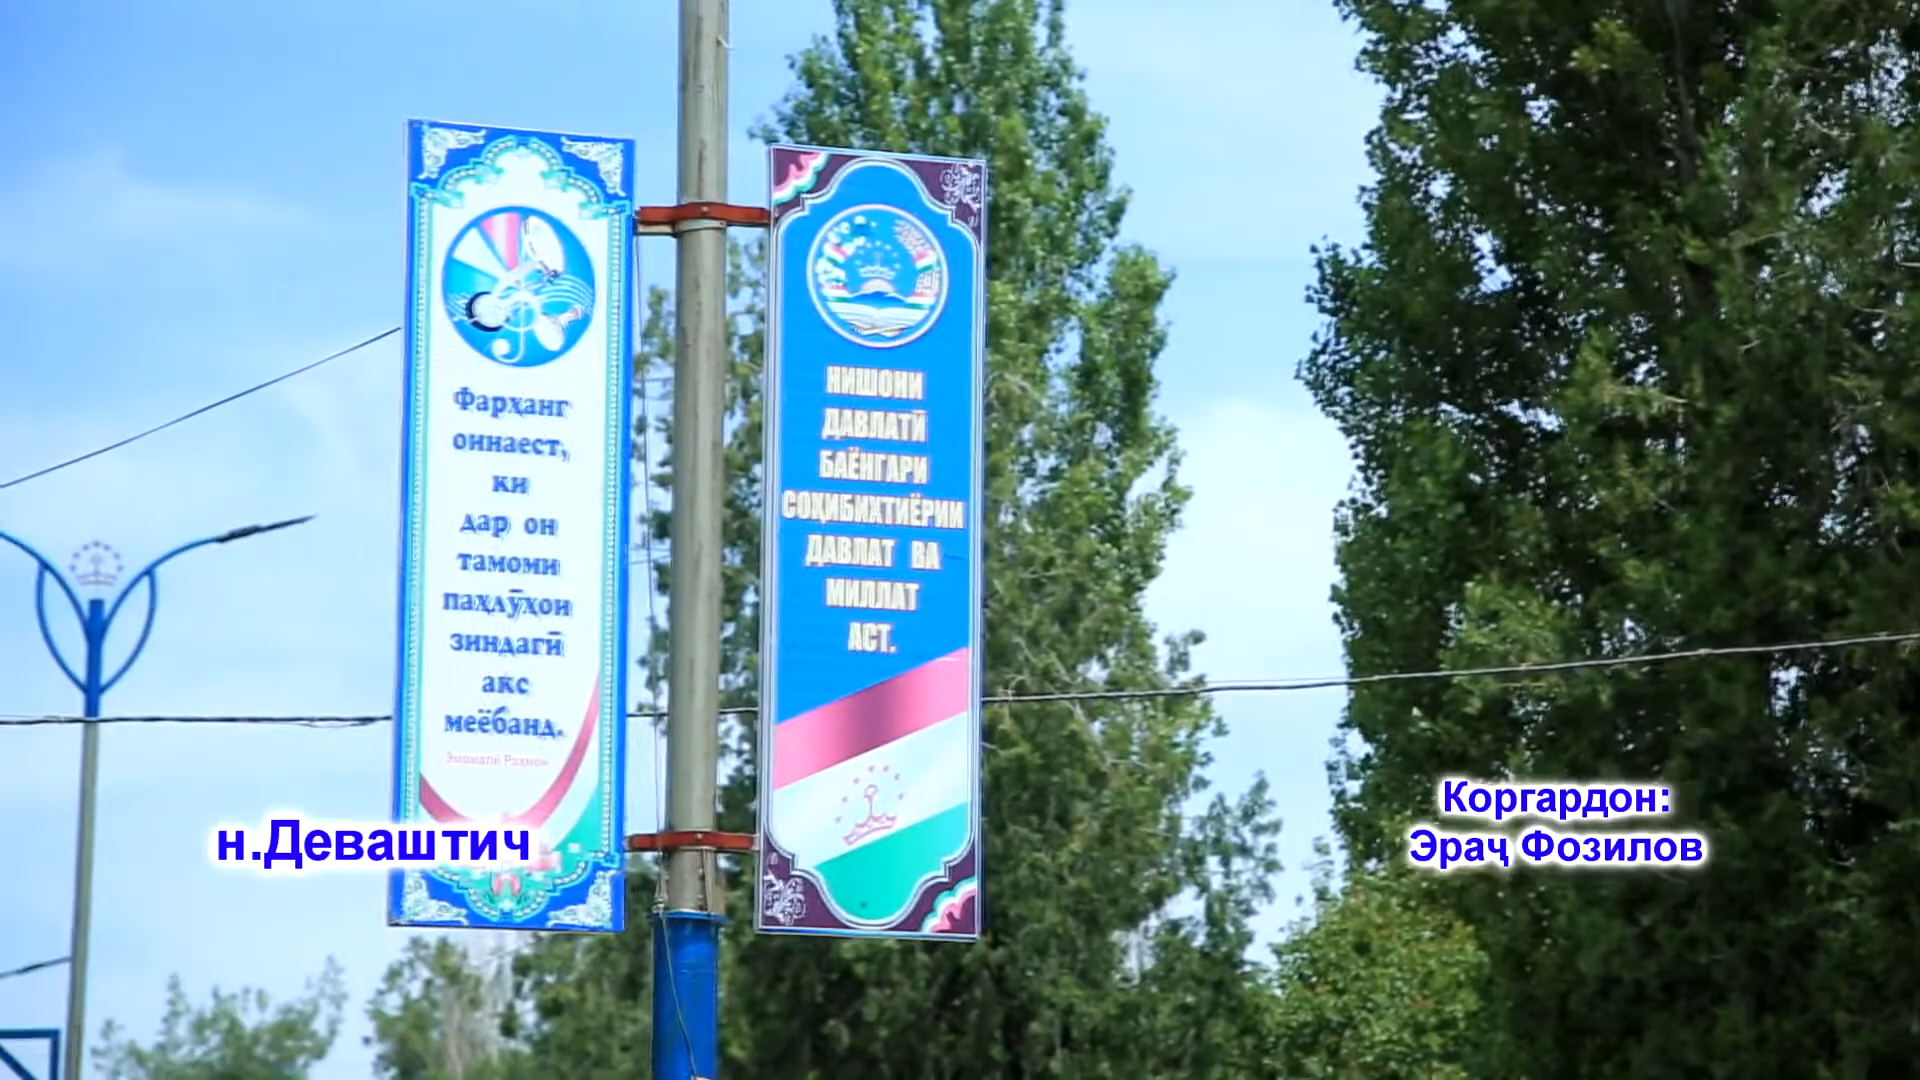 Фарҳанг
оинаест,
ки
дар он
тамоми
паҳлӯҳои
зиндагӣ
акс
меёбанд.
Эмомалӣ Раҳмон
НИШОНИ
ДАВЛАТӢ
БАЁНГАРИ
СОҲИБИХТИЁРИИ
ДАВЛАТ ВА
МИЛЛАТ
АСТ.
н.Деваштич
Коргардон:
Эраҷ Фозилов